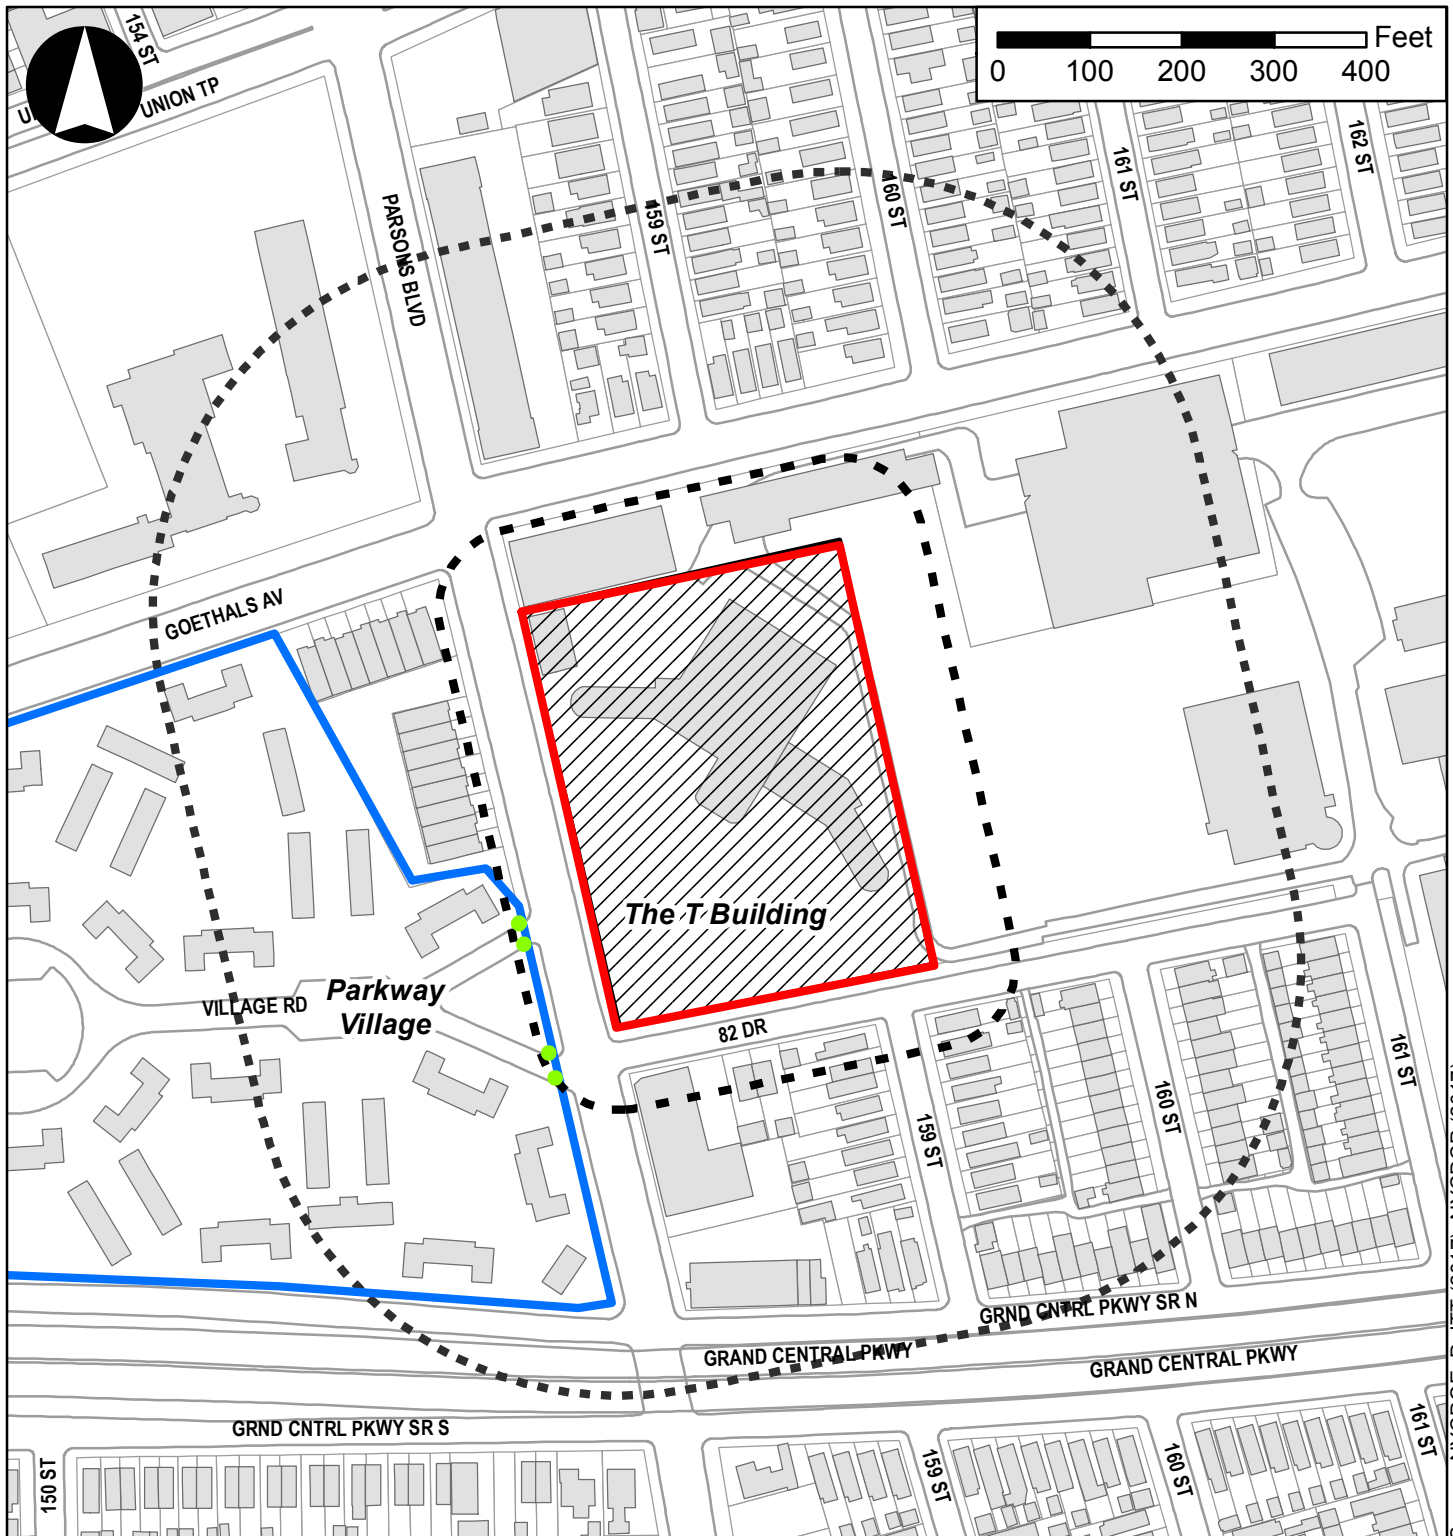 154 ST
UNION TP
Feet
0 100 200 300 400
PARSONS BLVD
159 ST
160 ST
161 ST
162 ST
GOETHALS AV
The T Building
VILLAGE RD
Parkway
Village
82 DR
159 ST
160 ST
161 ST
GRND CNTRL PKWY SR N
GRAND CENTRAL PKWY
GRAND CENTRAL PKWY
GRND CNTRL PKWY SR S
150 ST
159 ST
160 ST
161 ST